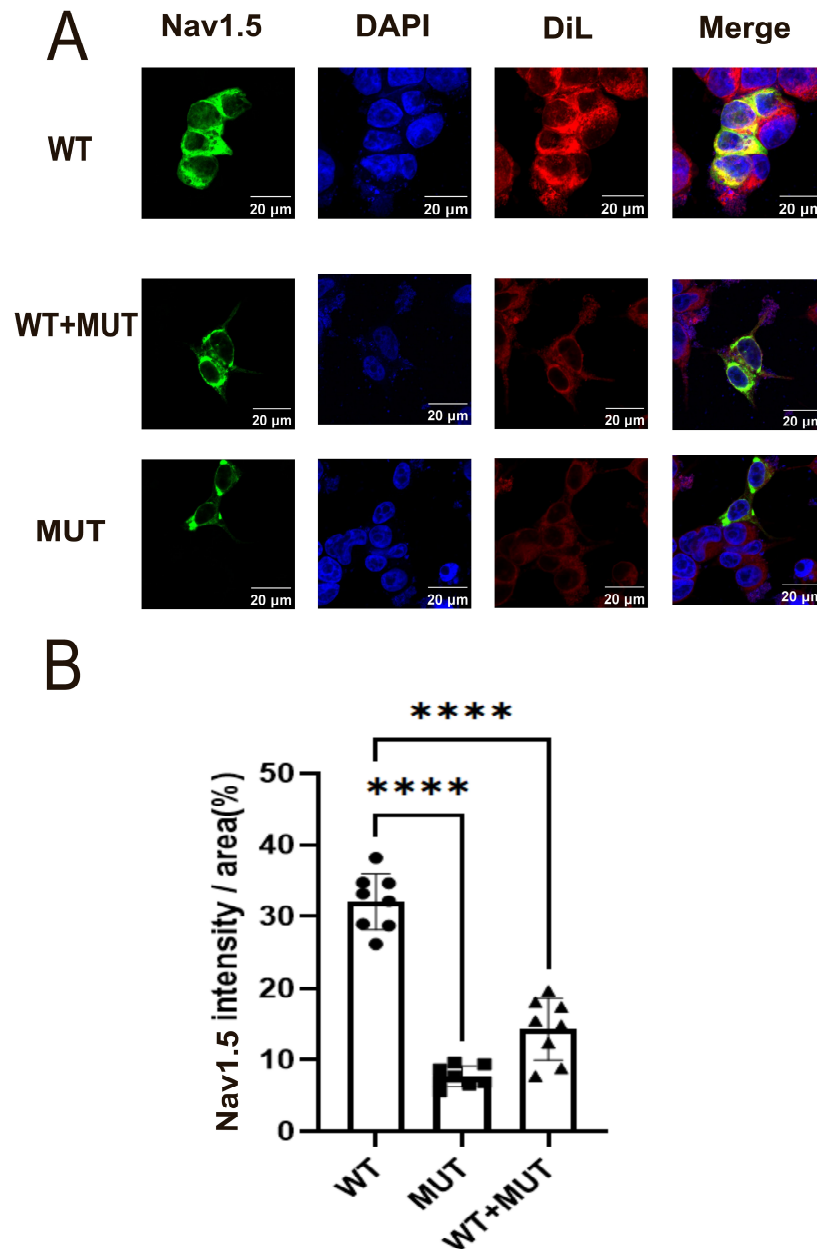 A
Nav1.5 DAPI DiL Merge
WT
20 µm 20 µm 20 µm 20 µm
WT+MUT
20 µm 20 µm 20 µm 20 µm
MUT
20 µm 20 µm 20 µm 20 µm
B
****
****
Nav1.5 intensity / area(%)
50
40
30
20
10
0
WT MUT WT+MUT